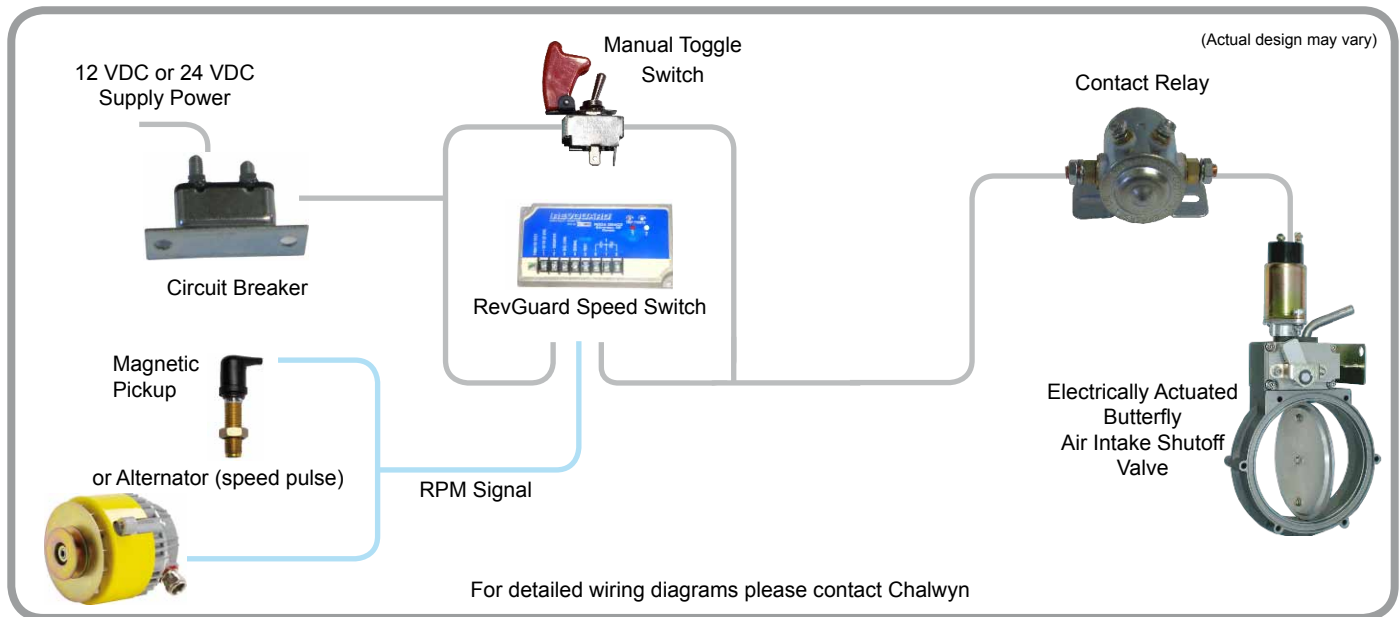 (Actual design may vary)
12 VDC or 24 VDC
Supply Power
Manual Toggle
Switch
Contact Relay
REVGUARD
Circuit Breaker
RevGuard Speed Switch
Magnetic
Pickup
or Alternator (speed pulse)
RPM Signal
Electrically Actuated
Butterfly
Air Intake Shutoff
Valve
For detailed wiring diagrams please contact Chalwyn